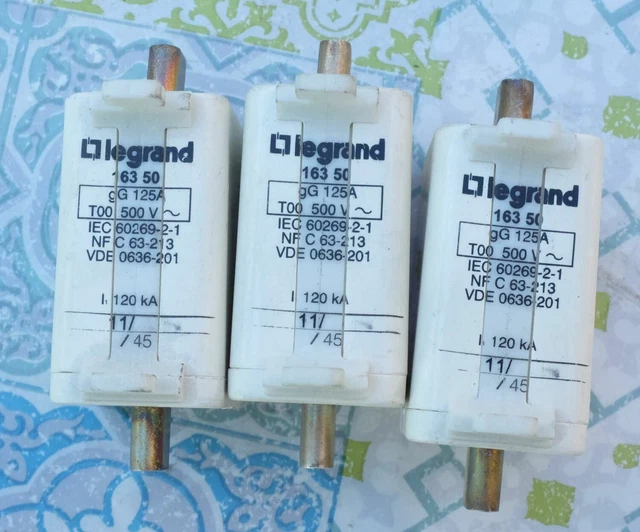 legrand
163 50
gG 125A
T00 500 V ~
IEC 60269-2-1
NF C 63-213
VDE 0636-201
I₁ 120 kA
11/
/ 45
legrand
163 50
gG 125A
T00 500 V ~
IEC 60269-2-1
NF C 63-213
VDE 0636-201
I₁ 120 kA
11/
/ 45
legrand
163 50
gG 125A
T00 500 V ~
IEC 60269-2-1
NF C 63-213
VDE 0636-201
I₁ 120 kA
11/
/ 45